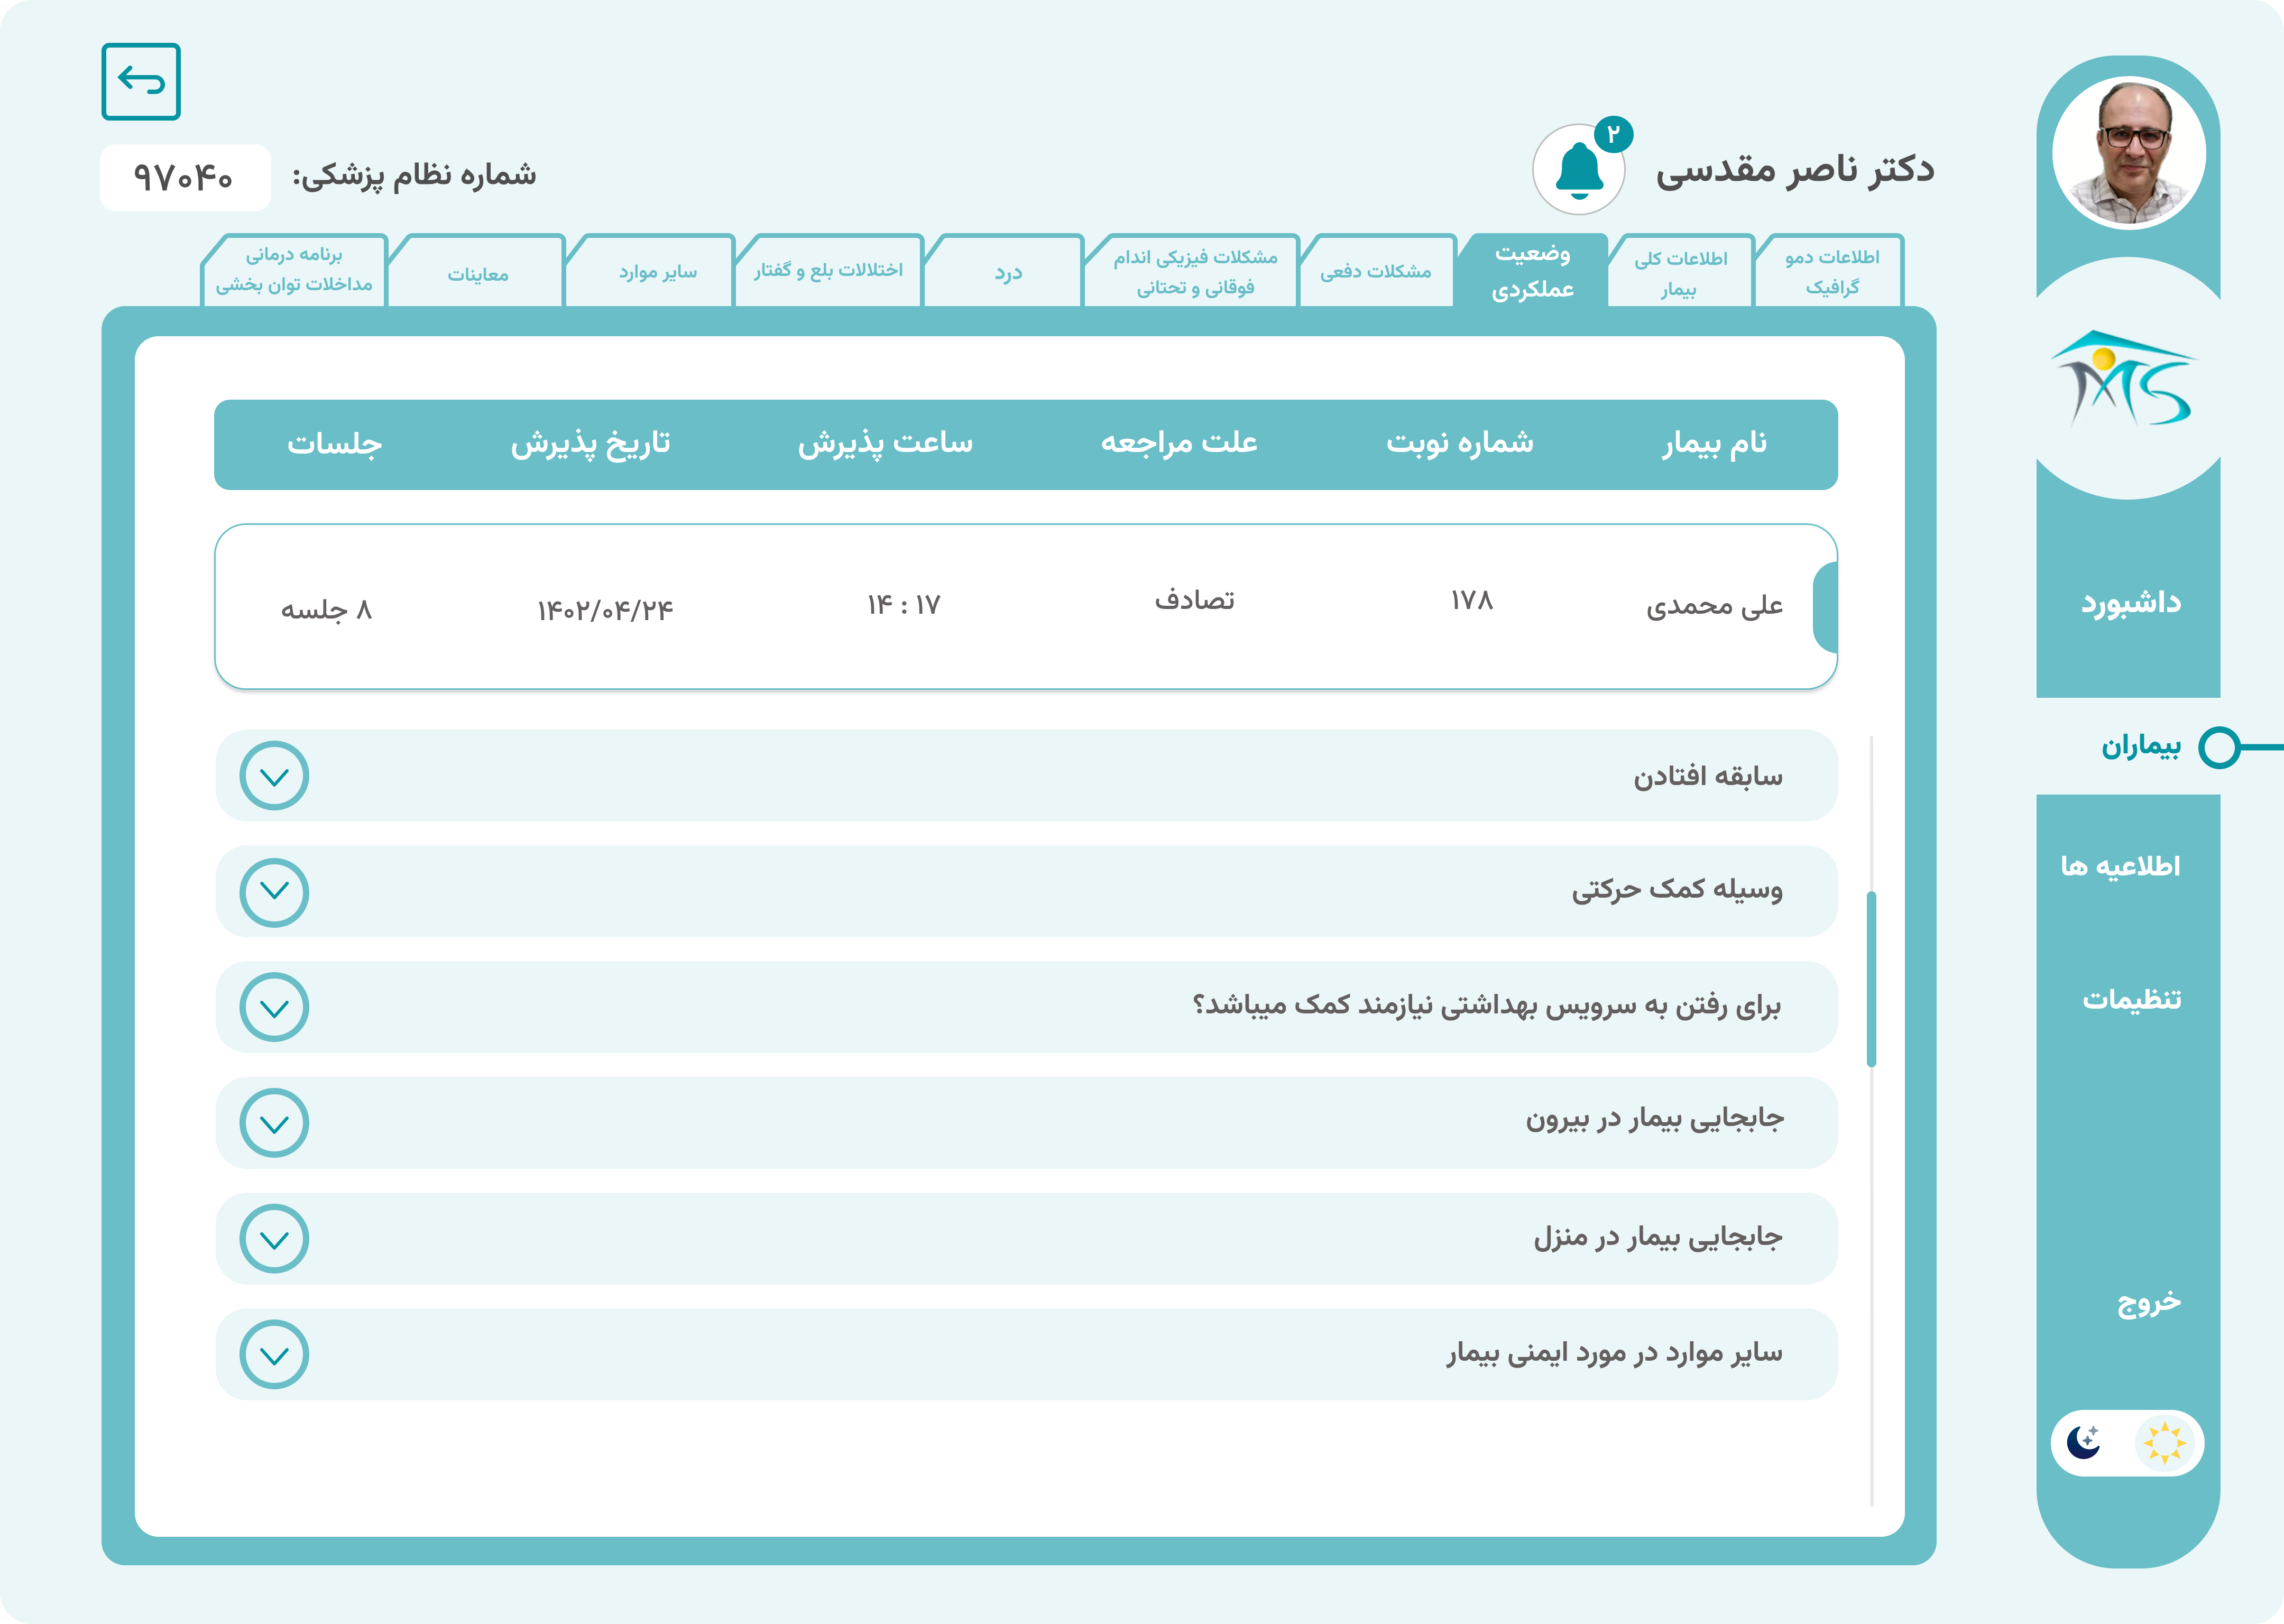 دکتر ناصر مقدسی
۲
شماره نظام پزشکی:
۹۷۰۴۰
اطلاعات دمو
گرافیک
اطلاعات کلی
بیمار
وضعیت
عملکردی
مشکلات دفعی
مشکلات فیزیکی اندام
فوقانی و تحتانی
درد
اختلالات بلع و گفتار
سایر موارد
معاینات
برنامه درمانی
مداخلات توان بخشی
MS
نام بیمار
شماره نوبت
علت مراجعه
ساعت پذیرش
تاریخ پذیرش
جلسات
علی محمدی
۱۷۸
تصادف
۱۴ : ۱۷
۱۴۰۲/۰۴/۲۴
۸ جلسه
سابقه افتادن
وسیله کمک حرکتی
برای رفتن به سرویس بهداشتی نیازمند کمک میباشد؟
جابجایی بیمار در بیرون
جابجایی بیمار در منزل
سایر موارد در مورد ایمنی بیمار
داشبورد
بیماران
اطلاعیه ها
تنظیمات
خروج